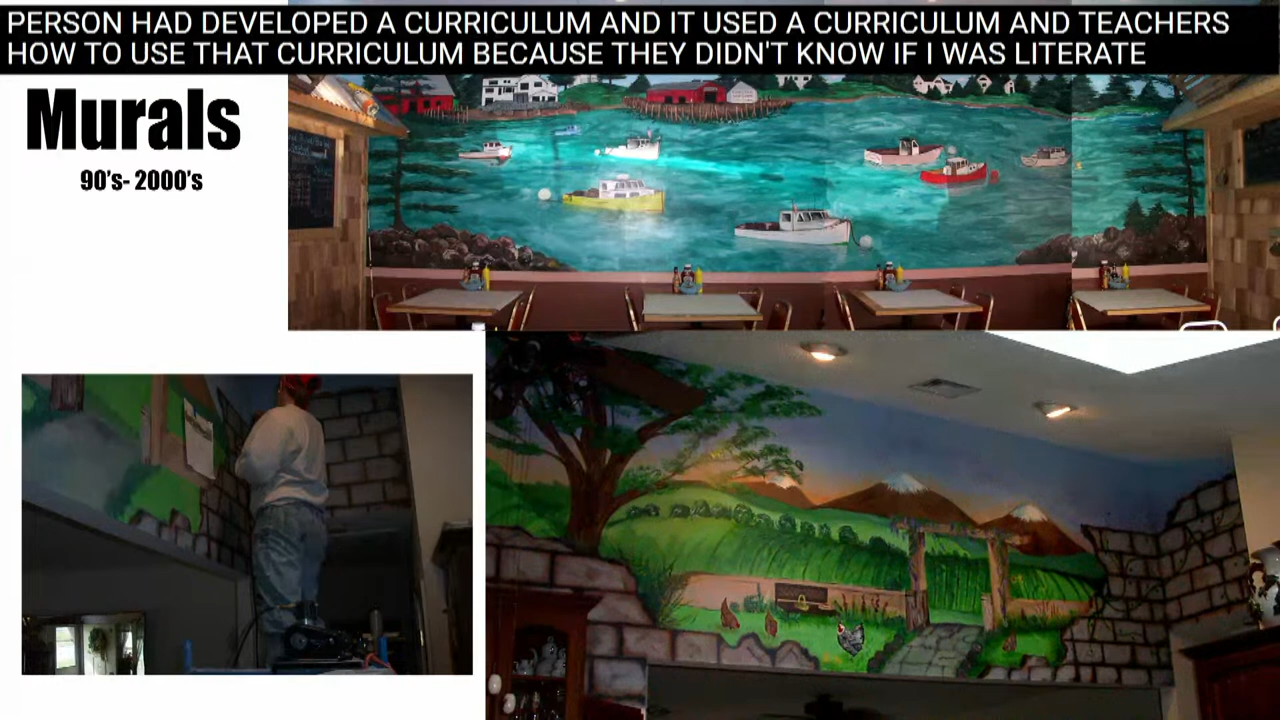 PERSON HAD DEVELOPED A CURRICULUM AND IT USED A CURRICULUM AND TEACHERS
HOW TO USE THAT CURRICULUM BECAUSE THEY DIDN'T KNOW IF I WAS LITERATE
Murals
90's- 2000's